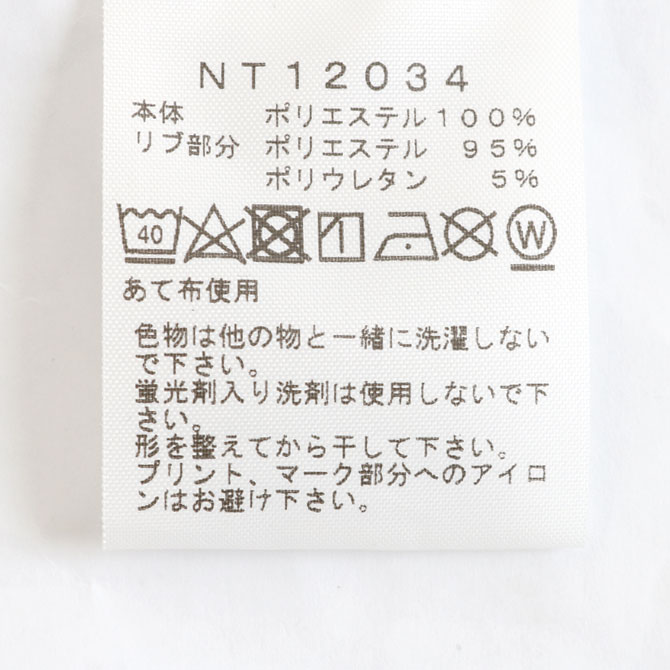 NT12034
本体 ポリエステル100%
リブ部分 ポリエステル 95%
ポリウレタン 5%
40 W
あて布使用
色物は他の物と一緒に洗濯しない
で下さい。
蛍光剤入り洗剤は使用しないで下
さい。
形を整えてから干して下さい。
プリント、マーク部分へのアイロ
ンはお避け下さい。